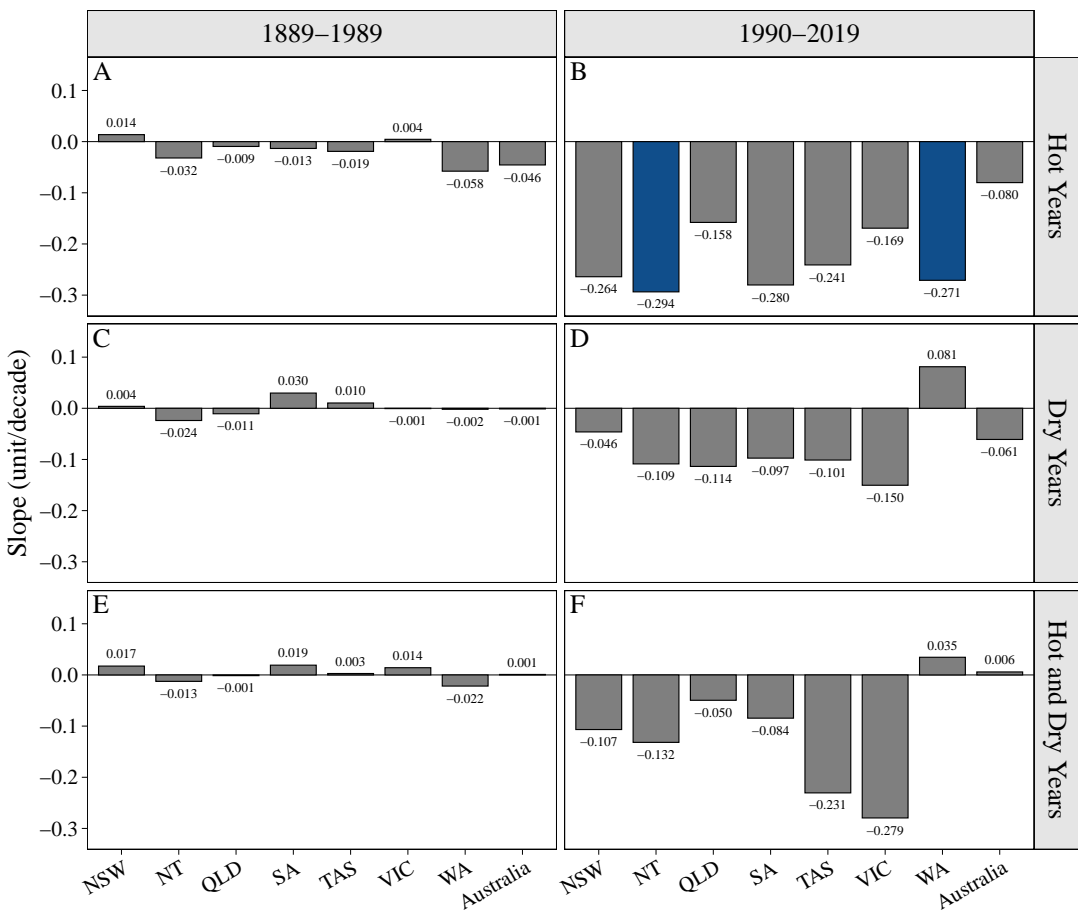 1889–1989
1990–2019
A
0.1
0.0
−0.1
−0.2
−0.3
0.014
−0.032
−0.009
−0.013
−0.019
0.004
−0.058
−0.046
B
−0.264
−0.294
−0.158
−0.280
−0.241
−0.169
−0.271
−0.080
Hot Years
Slope (unit/decade)
C
0.1
0.0
−0.1
−0.2
−0.3
0.004
−0.024
−0.011
0.030
0.010
−0.001
−0.002
−0.001
D
−0.046
−0.109
−0.114
−0.097
−0.101
−0.150
0.081
−0.061
Dry Years
E
0.1
0.0
−0.1
−0.2
−0.3
0.017
−0.013
−0.001
0.019
0.003
0.014
−0.022
0.001
F
−0.107
−0.132
−0.050
−0.084
−0.231
−0.279
0.035
0.006
Hot and Dry Years
NSW
NT
QLD
SA
TAS
VIC
WA
Australia
NSW
NT
QLD
SA
TAS
VIC
WA
Australia